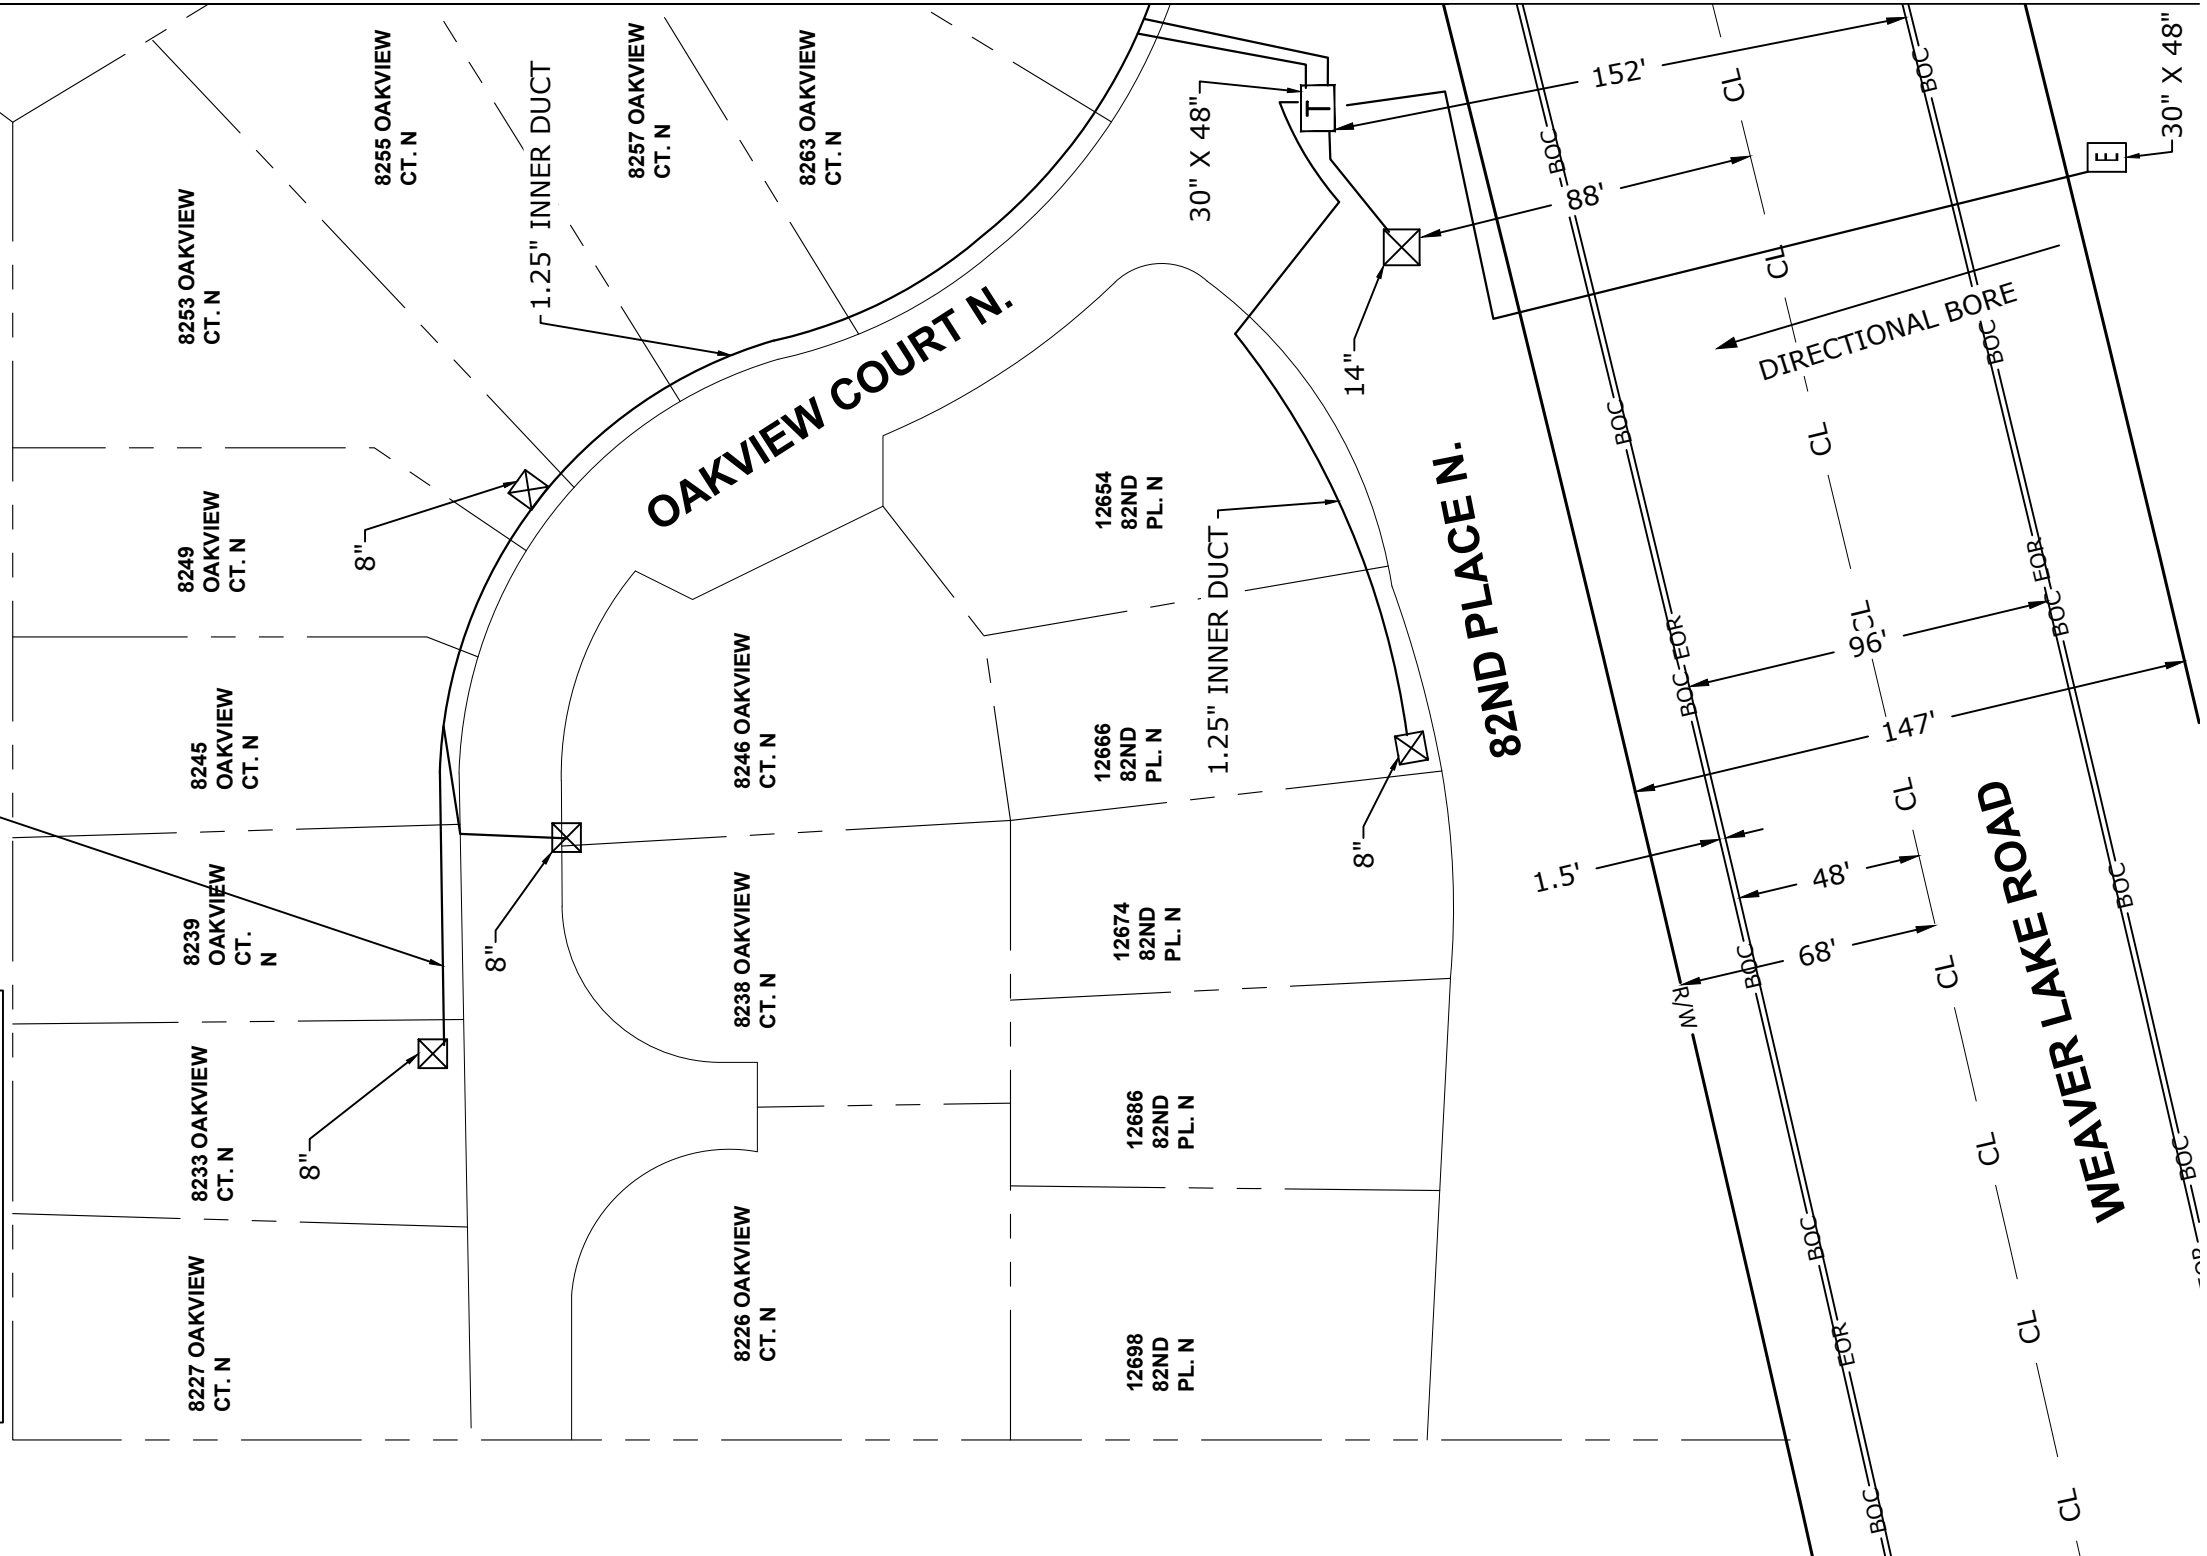 8253 OAKVIEW
CT. N
8255 OAKVIEW
CT. N
1.25" INNER DUCT
8257 OAKVIEW
CT. N
8263 OAKVIEW
CT. N
30" X 48"
T
152'
88'
CL
BOC
BOC
30" X 48"
E
CL
14"
DIRECTIONAL BORE
BOC
BOC
CL
OAKVIEW COURT N.
8249
OAKVIEW
CT. N
8"
12654
82ND
PL. N
1.25" INNER DUCT
82ND PLACE N.
EOR
BOC
EOR
BOC
CL
96'
147'
8245
OAKVIEW
CT. N
8246 OAKVIEW
CT. N
12666
82ND
PL. N
8"
1.5'
48'
68'
CL
BOC
BOC
R/W
CL
WEAVER LAKE ROAD
8239
OAKVIEW
CT.
N
8"
8238 OAKVIEW
CT. N
12674
82ND
PL. N
8233 OAKVIEW
CT. N
8"
12686
82ND
PL. N
CL
BOC
BOC
EOR
8227 OAKVIEW
CT. N
8226 OAKVIEW
CT. N
12698
82ND
PL. N
EOR
CL
BOC
CL